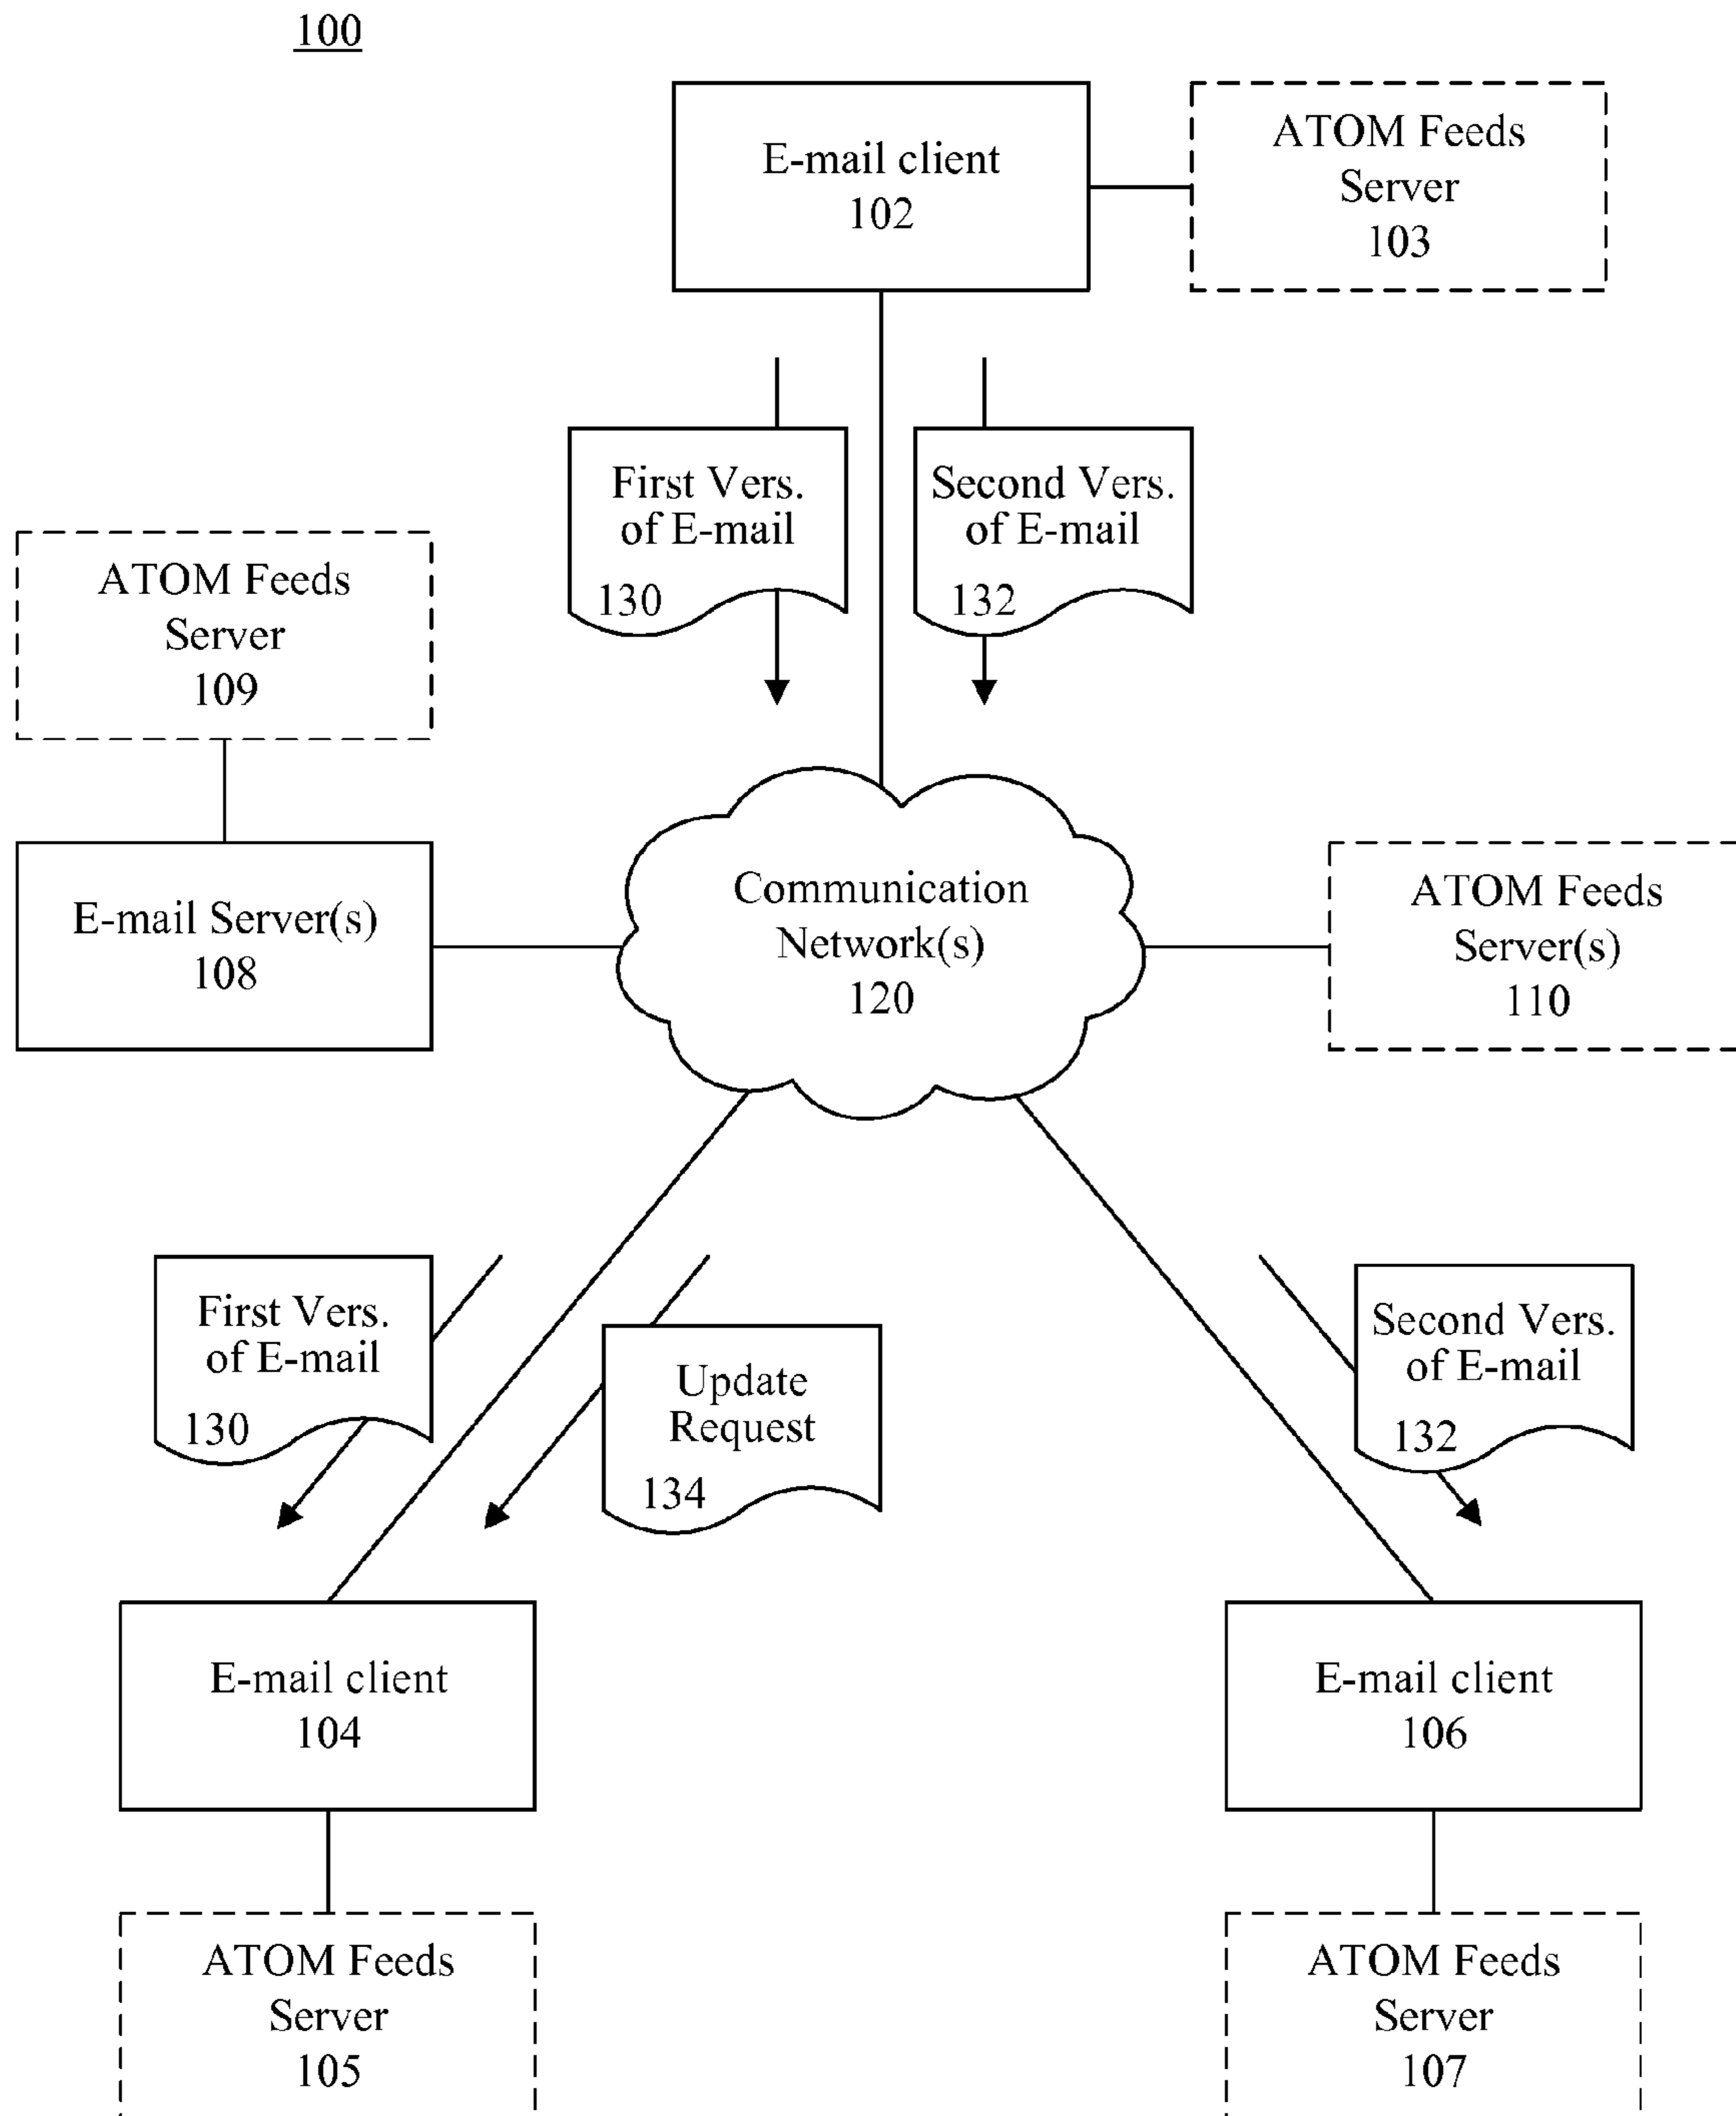 100
E-mail client
102
ATOM Feeds
Server
103
First Vers.
of E-mail
130
Second Vers.
of E-mail
132
ATOM Feeds
Server
109
E-mail Server(s)
108
Communication
Network(s)
120
ATOM Feeds
Server(s)
110
First Vers.
of E-mail
130
Update
Request
134
Second Vers.
of E-mail
132
E-mail client
104
E-mail client
106
ATOM Feeds
Server
105
ATOM Feeds
Server
107